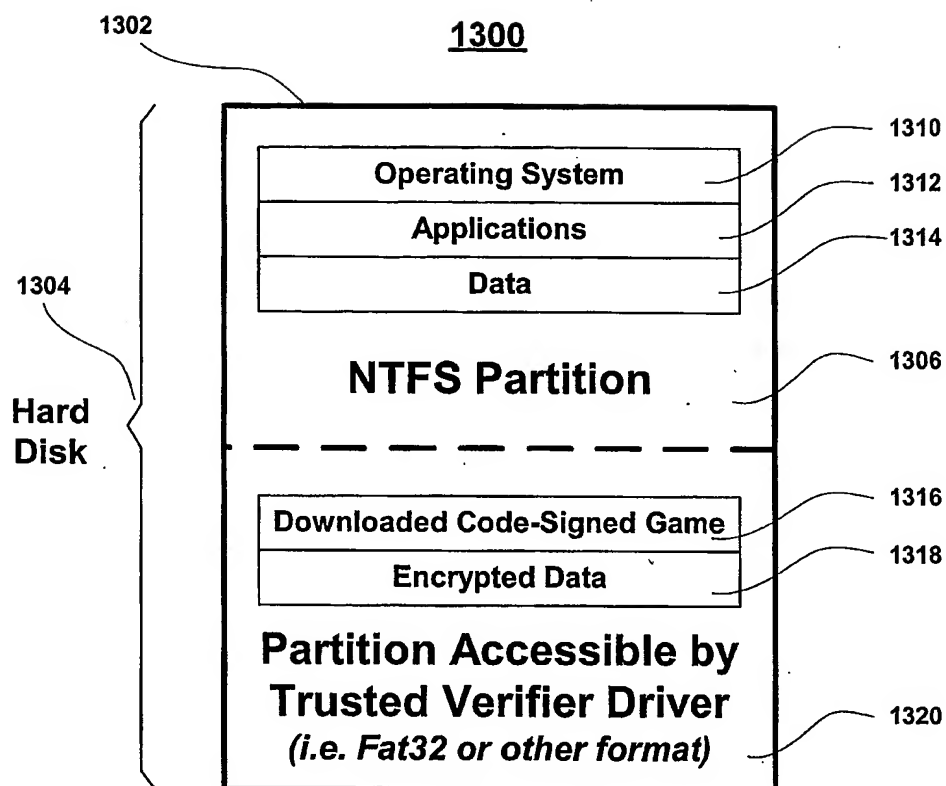 1302
1300
1310
Operating System
1312
Applications
1314
Data
1304
1306
NTFS Partition
Hard
Disk
1316
Downloaded Code-Signed Game
1318
Encrypted Data
Partition Accessible by
Trusted Verifier Driver
1320
(i.e. Fat32 or other format)